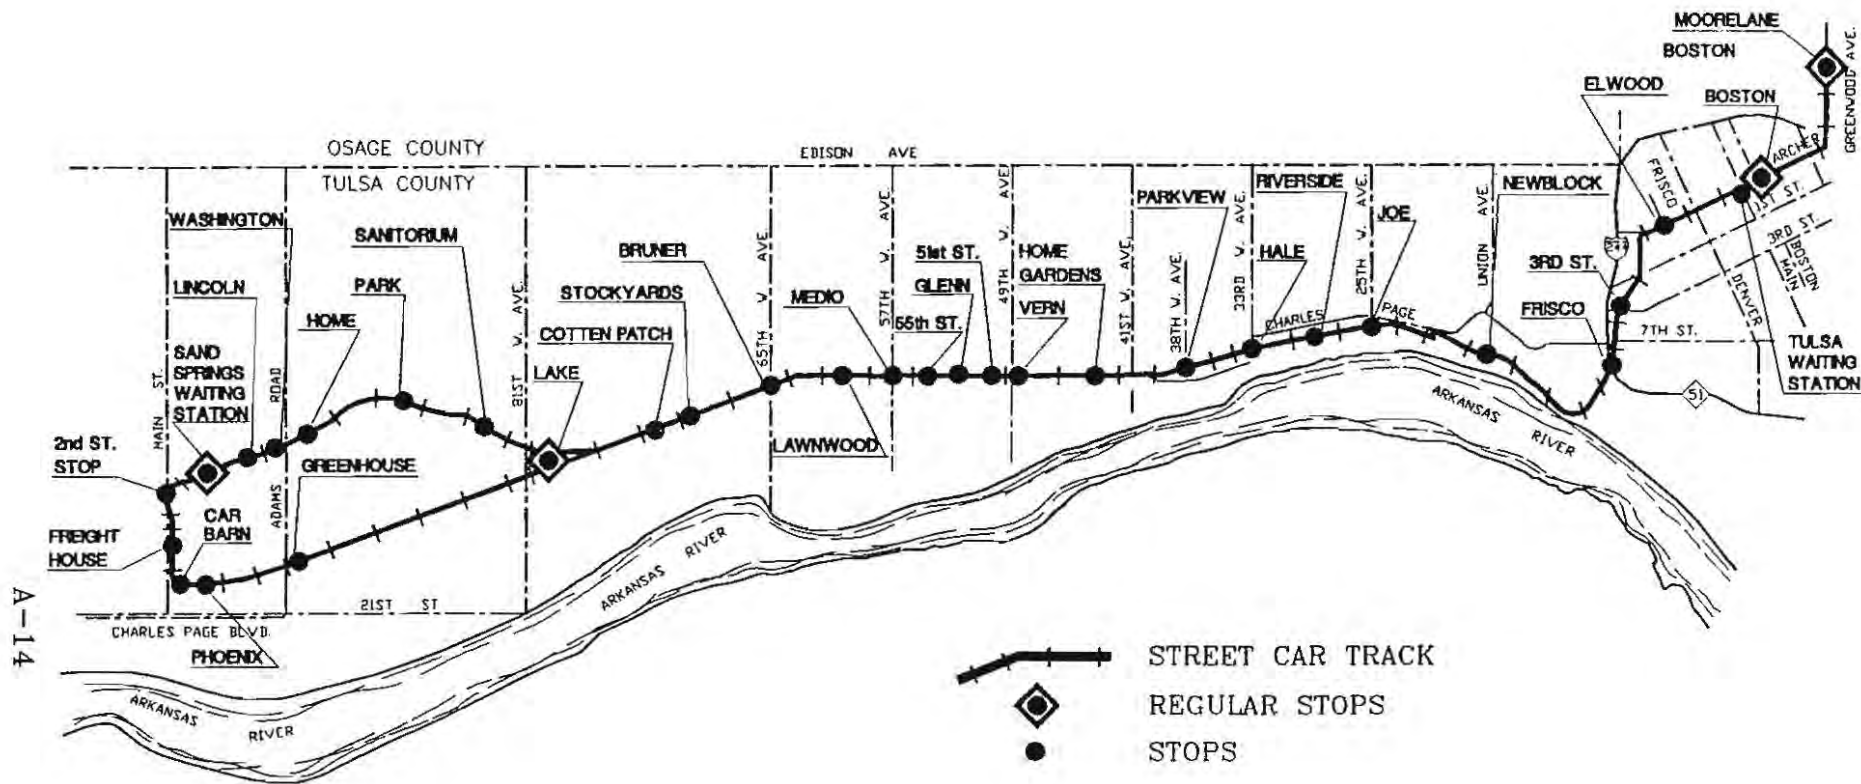 MOORELANE
BOSTON
GREENWOOD AVE.
ELWOOD
BOSTON
ARCHER
OSAGE COUNTY
TULSA COUNTY
EDISON AVE
FRISCO
1ST ST.
3RD ST.
BOSTON
MAIN
DENVER
7TH ST.
TULSA
WAITING
STATION
51
NEWBLOCK
3RD ST.
FRISCO
UNION AVE.
JOE
25TH W. AVE.
RIVERSIDE
HALE
33RD W. AVE.
CHARLES PAGE
PARKVIEW
38TH W. AVE.
41ST W. AVE.
HOME
GARDENS
VERN
49TH W. AVE
51st ST.
GLENN
55th ST.
57TH W. AVE.
MEDIO
LAWNWOOD
65TH W. AVE.
BRUNER
STOCKYARDS
COTTEN PATCH
LAKE
81ST W. AVE.
SANITORIUM
PARK
HOME
WASHINGTON
LINCOLN
SAND
SPRINGS
WAITING
STATION
MAIN ST.
ADAMS ROAD
2nd ST.
STOP
GREENHOUSE
CAR
BARN
FREIGHT
HOUSE
21ST ST
CHARLES PAGE BLVD.
PHOENIX
ARKANSAS RIVER
ARKANSAS RIVER
ARKANSAS RIVER
STREET CAR TRACK
REGULAR STOPS
STOPS
A-14